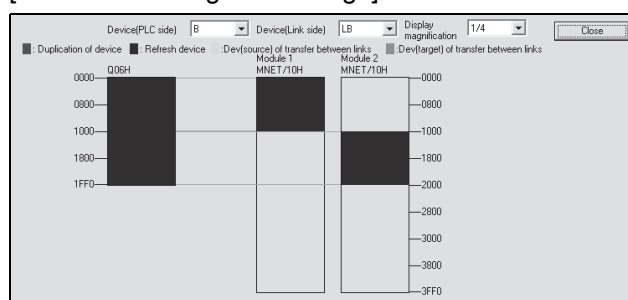 Device(PLC side) B Device(Link side) LB Display magnification 1/4 Close
: Duplication of device : Refresh device :Dev(source) of transfer between links :Dev(target) of transfer between links
Module 1 Module 2
Q06H MNET/10H MNET/10H
0000 0000
0800 0800
1000 1000
1800 1800
1FF0 2000
2800
3000
3800
3FF0